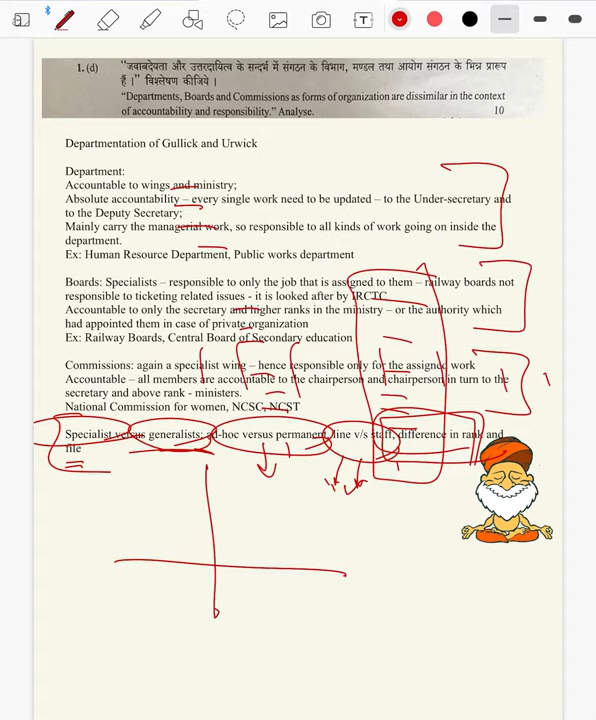 1. (d) "जवाबदेयता और उत्तरदायित्व के सन्दर्भ में संगठन के विभाग, मण्डल तथा आयोग संगठन के भिन्न प्रारूप
हैं।" विश्लेषण कीजिये।
"Departments, Boards and Commissions as forms of organization are dissimilar in the context
of accountability and responsibility." Analyse. 10
Departmentation of Gullick and Urwick
Department:
Accountable to wings and ministry;
Absolute accountability – every single work need to be updated – to the Under-secretary and
to the Deputy Secretary;
Mainly carry the managerial work, so responsible to all kinds of work going on inside the
department.
Ex: Human Resource Department, Public works department
Boards: Specialists – responsible to only the job that is assigned to them – railway boards not
responsible to ticketing related issues - it is looked after by IRCTC
Accountable to only the secretary and higher ranks in the ministry – or the authority which
had appointed them in case of private organization
Ex: Railway Boards, Central Board of Secondary education
Commissions: again a specialist wing – hence responsible only for the assigned work
Accountable – all members are accountable to the chairperson and chairperson in turn to the
secretary and above rank - ministers.
National Commission for women, NCSC, NCST
Specialist versus generalists; ad-hoc versus permanent, line v/s staff, difference in rank and
file